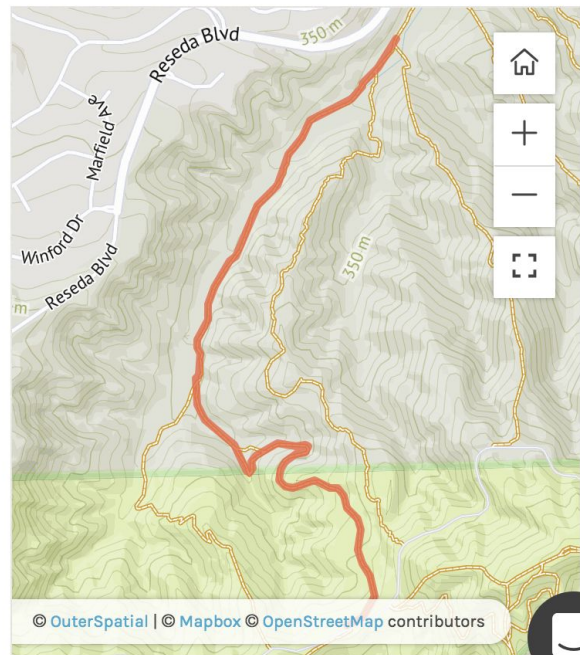 Reseda Blvd
350 m
Marfield Ave
Winford Dr
350 m
Reseda Blvd
m
© OuterSpatial | © Mapbox © OpenStreetMap contributors